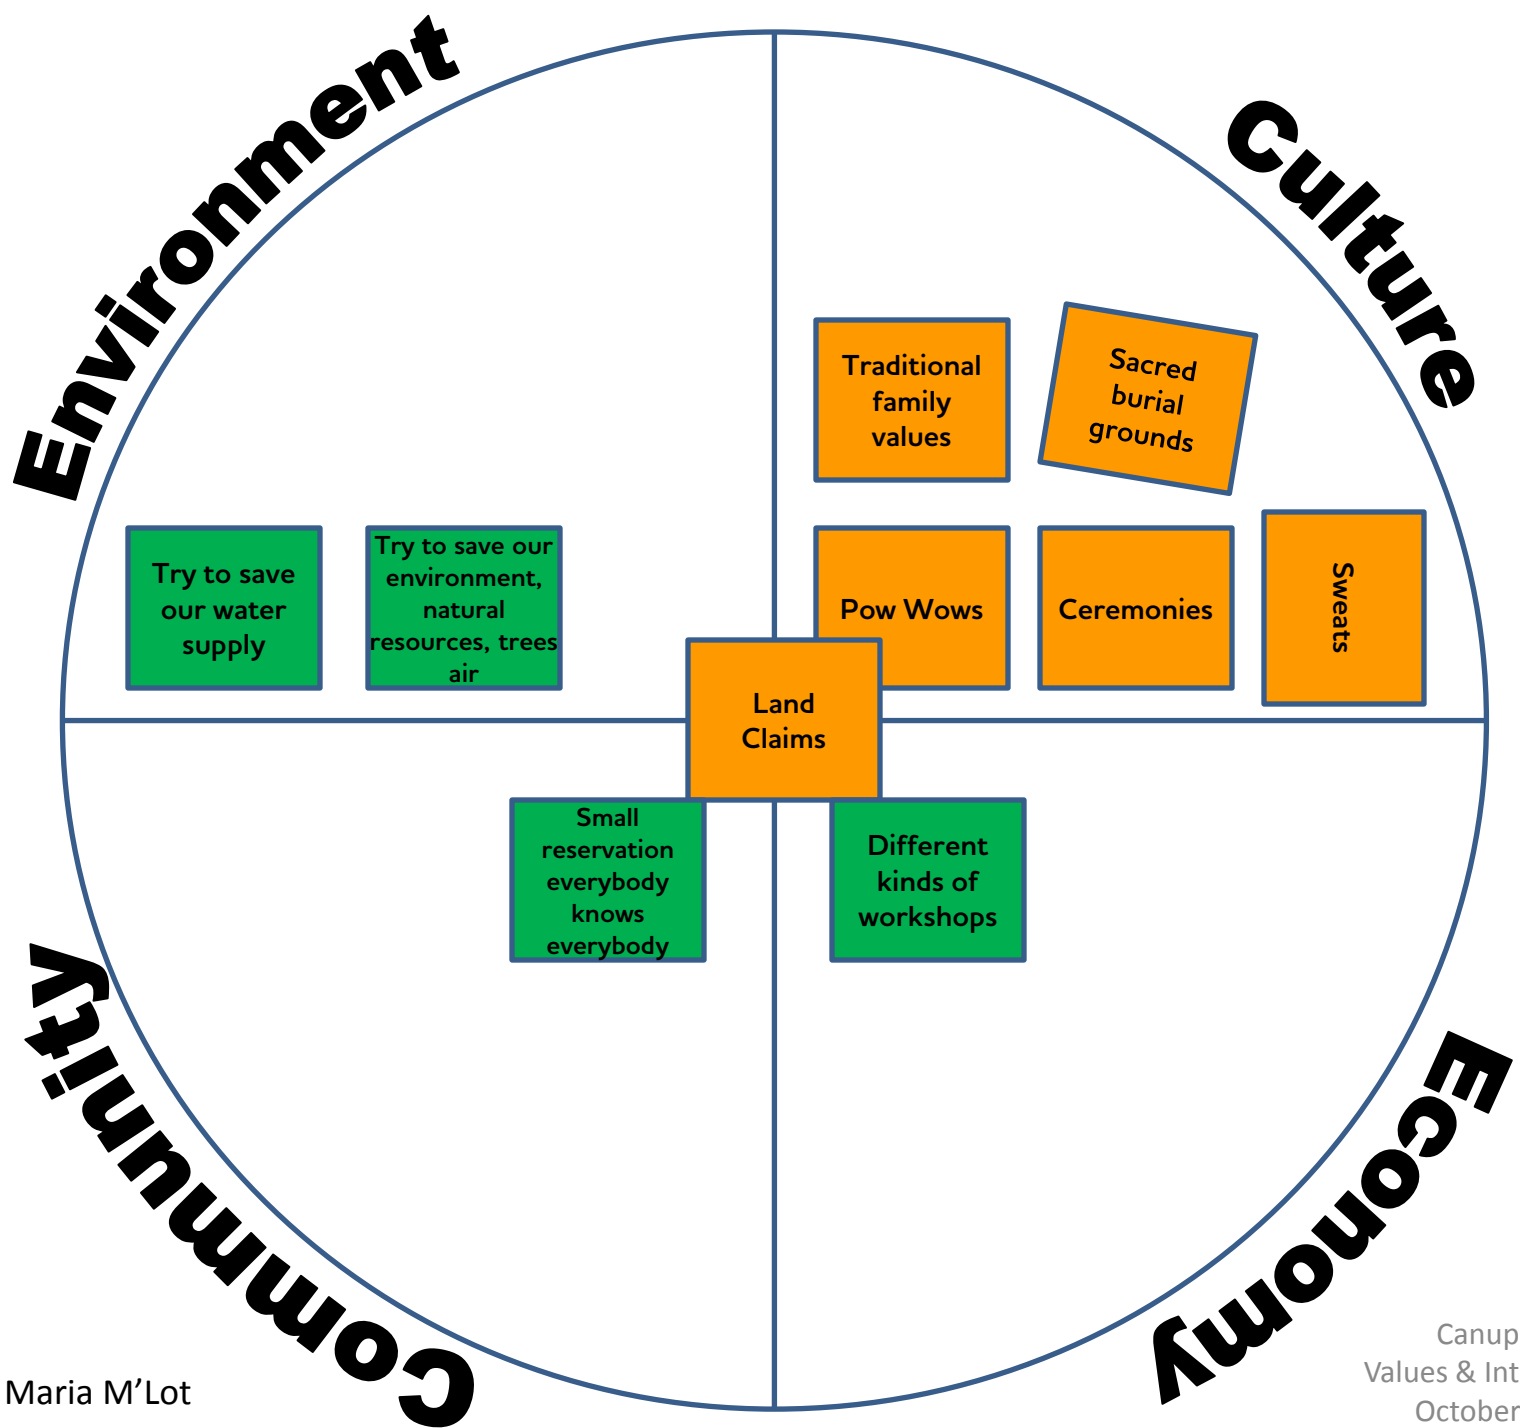 Environment
Culture
Traditional
family
values
Sacred
burial
grounds
Try to save
our water
supply
Try to save our
environment,
natural
resources, trees
air
Pow Wows
Ceremonies
Sweats
Land
Claims
Small
reservation
everybody
knows
everybody
Different
kinds of
workshops
Community
Economy
Maria M’Lot
Canup
Values & Int
October